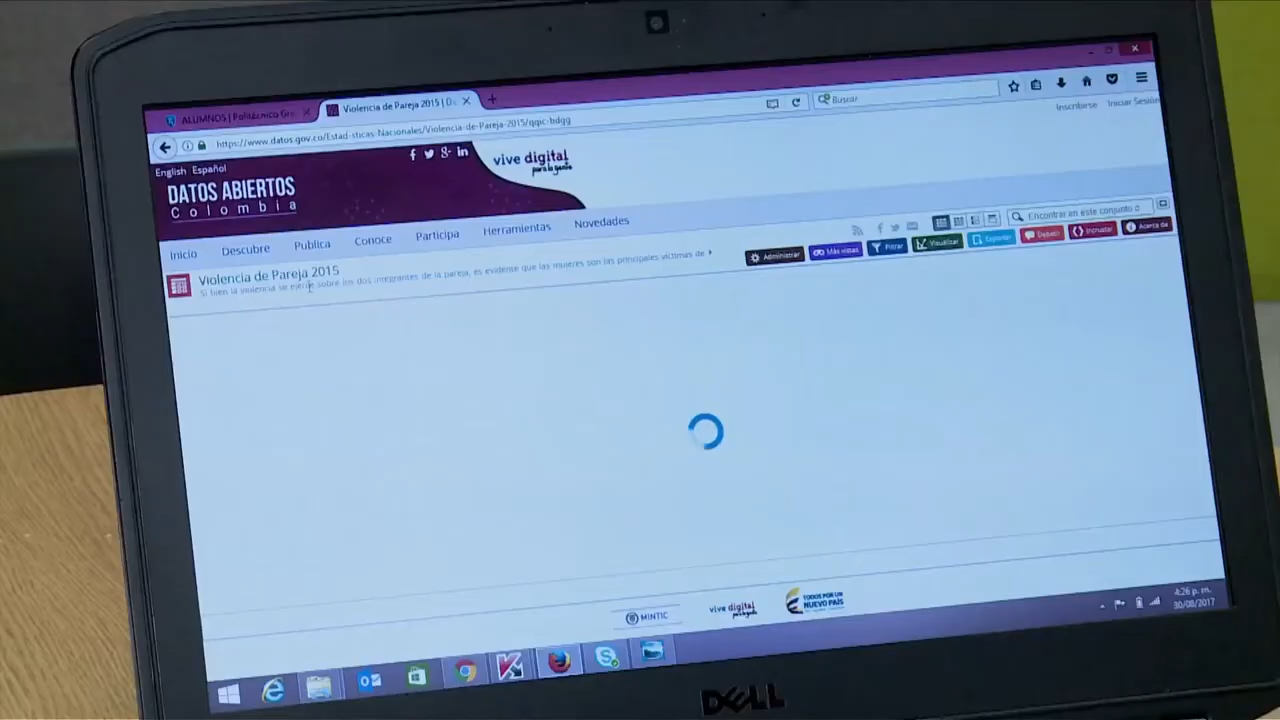 ALUMNOS | Politécnico Gra
Violencia de Pareja 2015 | Da
https://www.datos.gov.co/Estad-sticas-Nacionales/Violencia-de-Pareja-2015/qqic-bdgg
Buscar
Inscribirse Iniciar Sesión
English Español
DATOS ABIERTOS
Colombia
f g+ in
vive digital
para la gente
Inicio Descubre Publica Conoce Participa Herramientas Novedades
Encontrar en este conjunto d
Violencia de Pareja 2015
Si bien la violencia se ejerce sobre los dos integrantes de la pareja, es evidente que las mujeres son las principales víctimas de
Administrar Más vistas Filtrar Visualizar Exportar Debatir Incrustar Acerca de
MINTIC
vive digital
para la gente
TODOS POR UN
NUEVO PAÍS
4:26 p. m.
30/08/2017
DELL